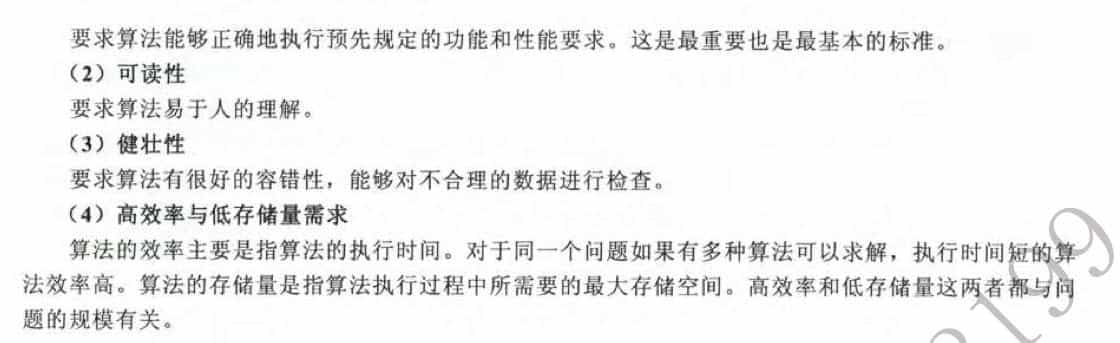 要求算法能够正确地执行预先规定的功能和性能要求。这是最重要也是最基本的标准。
（2）可读性
要求算法易于人的理解。
（3）健壮性
要求算法有很好的容错性，能够对不合理的数据进行检查。
（4）高效率与低存储量需求
算法的效率主要是指算法的执行时间。对于同一个问题如果有多种算法可以求解，执行时间短的算
法效率高。算法的存储量是指算法执行过程中所需要的最大存储空间。高效率和低存储量这两者都与问
题的规模有关。
199